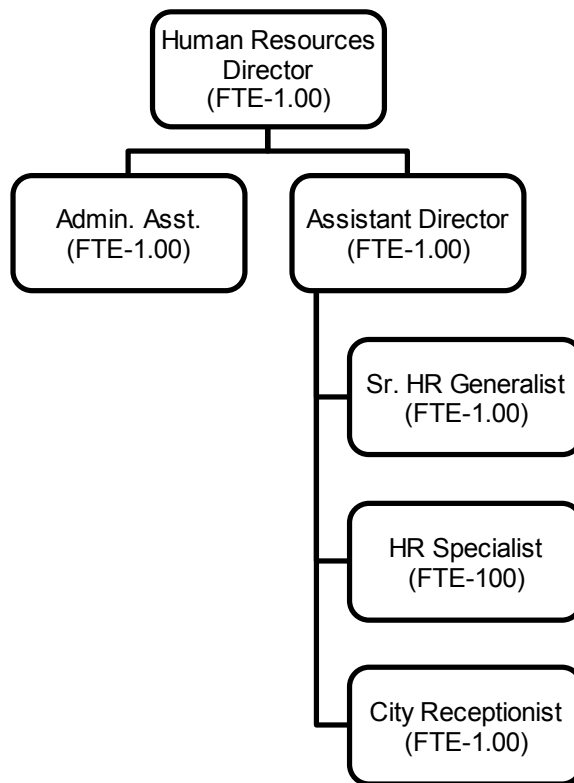 Human Resources
Director
(FTE-1.00)
Admin. Asst.
(FTE-1.00)
Assistant Director
(FTE-1.00)
Sr. HR Generalist
(FTE-1.00)
HR Specialist
(FTE-100)
City Receptionist
(FTE-1.00)